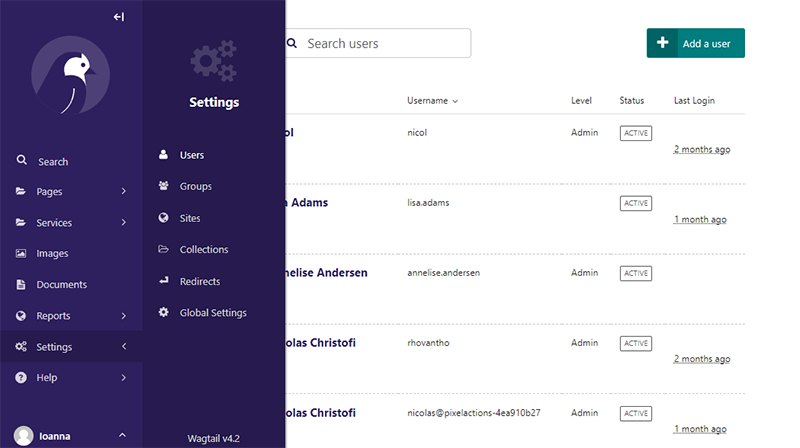 Search
Pages
Services
Images
Documents
Reports
Settings
Help
Ioanna
Settings
Users
Groups
Sites
Collections
Redirects
Global Settings
Wagtail v4.2
Search users
Add a user
Username Level Status Last Login
ol nicol Admin ACTIVE 2 months ago
Adams lisa.adams ACTIVE 1 month ago
nelise Andersen annelise.andersen Admin ACTIVE
olas Christofi rhovantho Admin ACTIVE 2 months ago
olas Christofi nicolas@pixelactions-4ea910b27 Admin ACTIVE 1 month ago